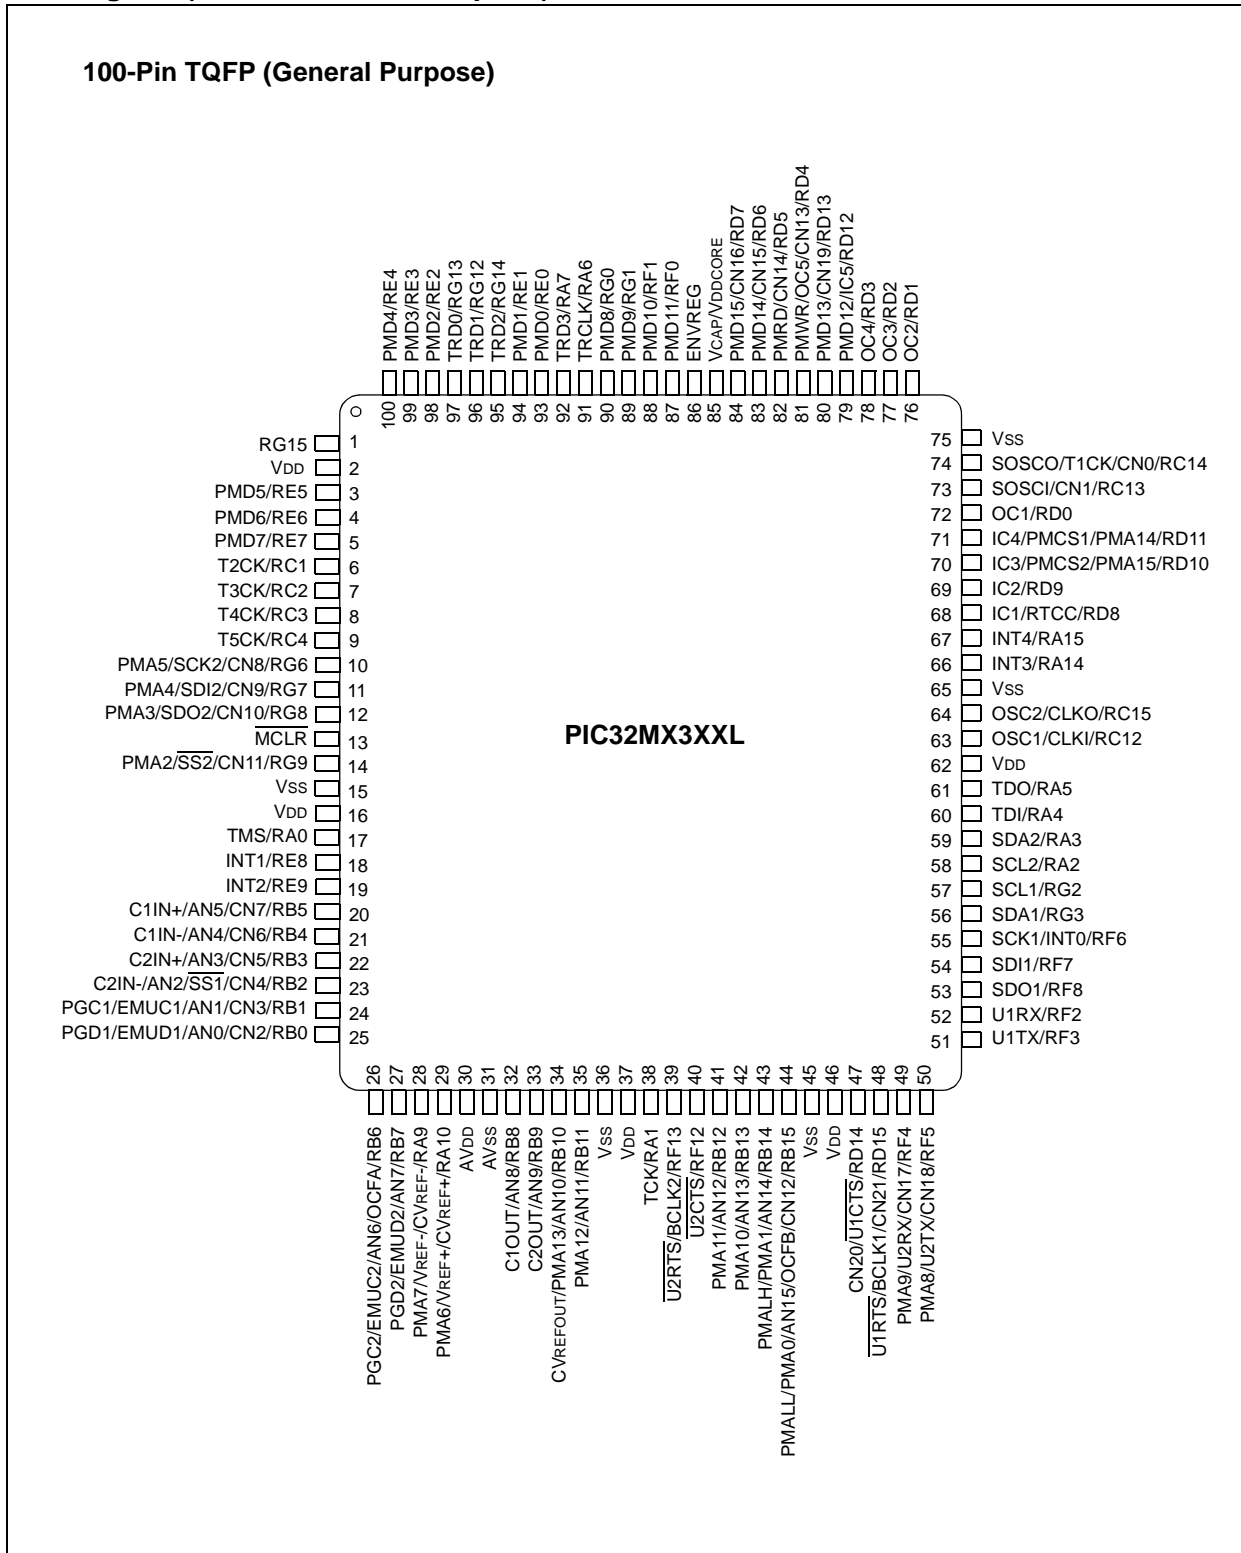 100-Pin TQFP (General Purpose)
PMD4/RE4
PMD3/RE3
PMD2/RE2
TRD0/RG13
TRD1/RG12
TRD2/RG14
PMD1/RE1
PMD0/RE0
TRD3/RA7
TRCLK/RA6
PMD8/RG0
PMD9/RG1
PMD10/RF1
PMD11/RF0
ENVREG
VCAP/VDDCORE
PMD15/CN16/RD7
PMD14/CN15/RD6
PMRD/CN14/RD5
PMWR/OC5/CN13/RD4
PMD13/CN19/RD13
PMD12/IC5/RD12
OC4/RD3
OC3/RD2
OC2/RD1
100
99
98
97
96
95
94
93
92
91
90
89
88
87
86
85
84
83
82
81
80
79
78
77
76
RG15 1
VDD 2
PMD5/RE5 3
PMD6/RE6 4
PMD7/RE7 5
T2CK/RC1 6
T3CK/RC2 7
T4CK/RC3 8
T5CK/RC4 9
PMA5/SCK2/CN8/RG6 10
PMA4/SDI2/CN9/RG7 11
PMA3/SDO2/CN10/RG8 12
MCLR 13
PMA2/SS2/CN11/RG9 14
VSS 15
VDD 16
TMS/RA0 17
INT1/RE8 18
INT2/RE9 19
C1IN+/AN5/CN7/RB5 20
C1IN-/AN4/CN6/RB4 21
C2IN+/AN3/CN5/RB3 22
C2IN-/AN2/SS1/CN4/RB2 23
PGC1/EMUC1/AN1/CN3/RB1 24
PGD1/EMUD1/AN0/CN2/RB0 25
PIC32MX3XXL
75 VSS
74 SOSCO/T1CK/CN0/RC14
73 SOSCI/CN1/RC13
72 OC1/RD0
71 IC4/PMCS1/PMA14/RD11
70 IC3/PMCS2/PMA15/RD10
69 IC2/RD9
68 IC1/RTCC/RD8
67 INT4/RA15
66 INT3/RA14
65 VSS
64 OSC2/CLKO/RC15
63 OSC1/CLKI/RC12
62 VDD
61 TDO/RA5
60 TDI/RA4
59 SDA2/RA3
58 SCL2/RA2
57 SCL1/RG2
56 SDA1/RG3
55 SCK1/INT0/RF6
54 SDI1/RF7
53 SDO1/RF8
52 U1RX/RF2
51 U1TX/RF3
26
27
28
29
30
31
32
33
34
35
36
37
38
39
40
41
42
43
44
45
46
47
48
49
50
PGC2/EMUC2/AN6/OCFA/RB6
PGD2/EMUD2/AN7/RB7
PMA7/VREF-/CVREF-/RA9
PMA6/VREF+/CVREF+/RA10
AVDD
AVSS
C1OUT/AN8/RB8
C2OUT/AN9/RB9
CVREFOUT/PMA13/AN10/RB10
PMA12/AN11/RB11
VSS
VDD
TCK/RA1
U2RTS/BCLK2/RF13
U2CTS/RF12
PMA11/AN12/RB12
PMA10/AN13/RB13
PMALH/PMA1/AN14/RB14
PMALL/PMA0/AN15/OCFB/CN12/RB15
VSS
VDD
CN20/U1CTS/RD14
U1RTS/BCLK1/CN21/RD15
PMA9/U2RX/CN17/RF4
PMA8/U2TX/CN18/RF5